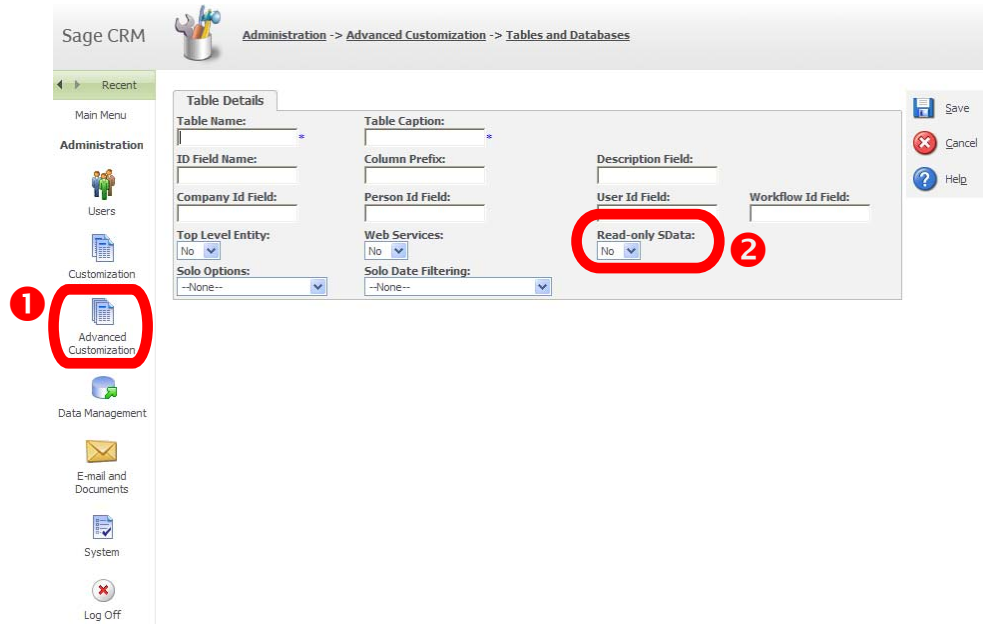 Sage CRM
Administration -> Advanced Customization -> Tables and Databases
Recent
Main Menu
Administration
Users
Customization
1
Advanced
Customization
Data Management
E-mail and
Documents
System
Log Off
Table Details
Table Name: Table Caption:
* *
ID Field Name: Column Prefix: Description Field:
Company Id Field: Person Id Field: User Id Field: Workflow Id Field:
Top Level Entity: Web Services: Read-only SData:
No No No 2
Solo Options: Solo Date Filtering:
--None-- --None--
Save
Cancel
Help